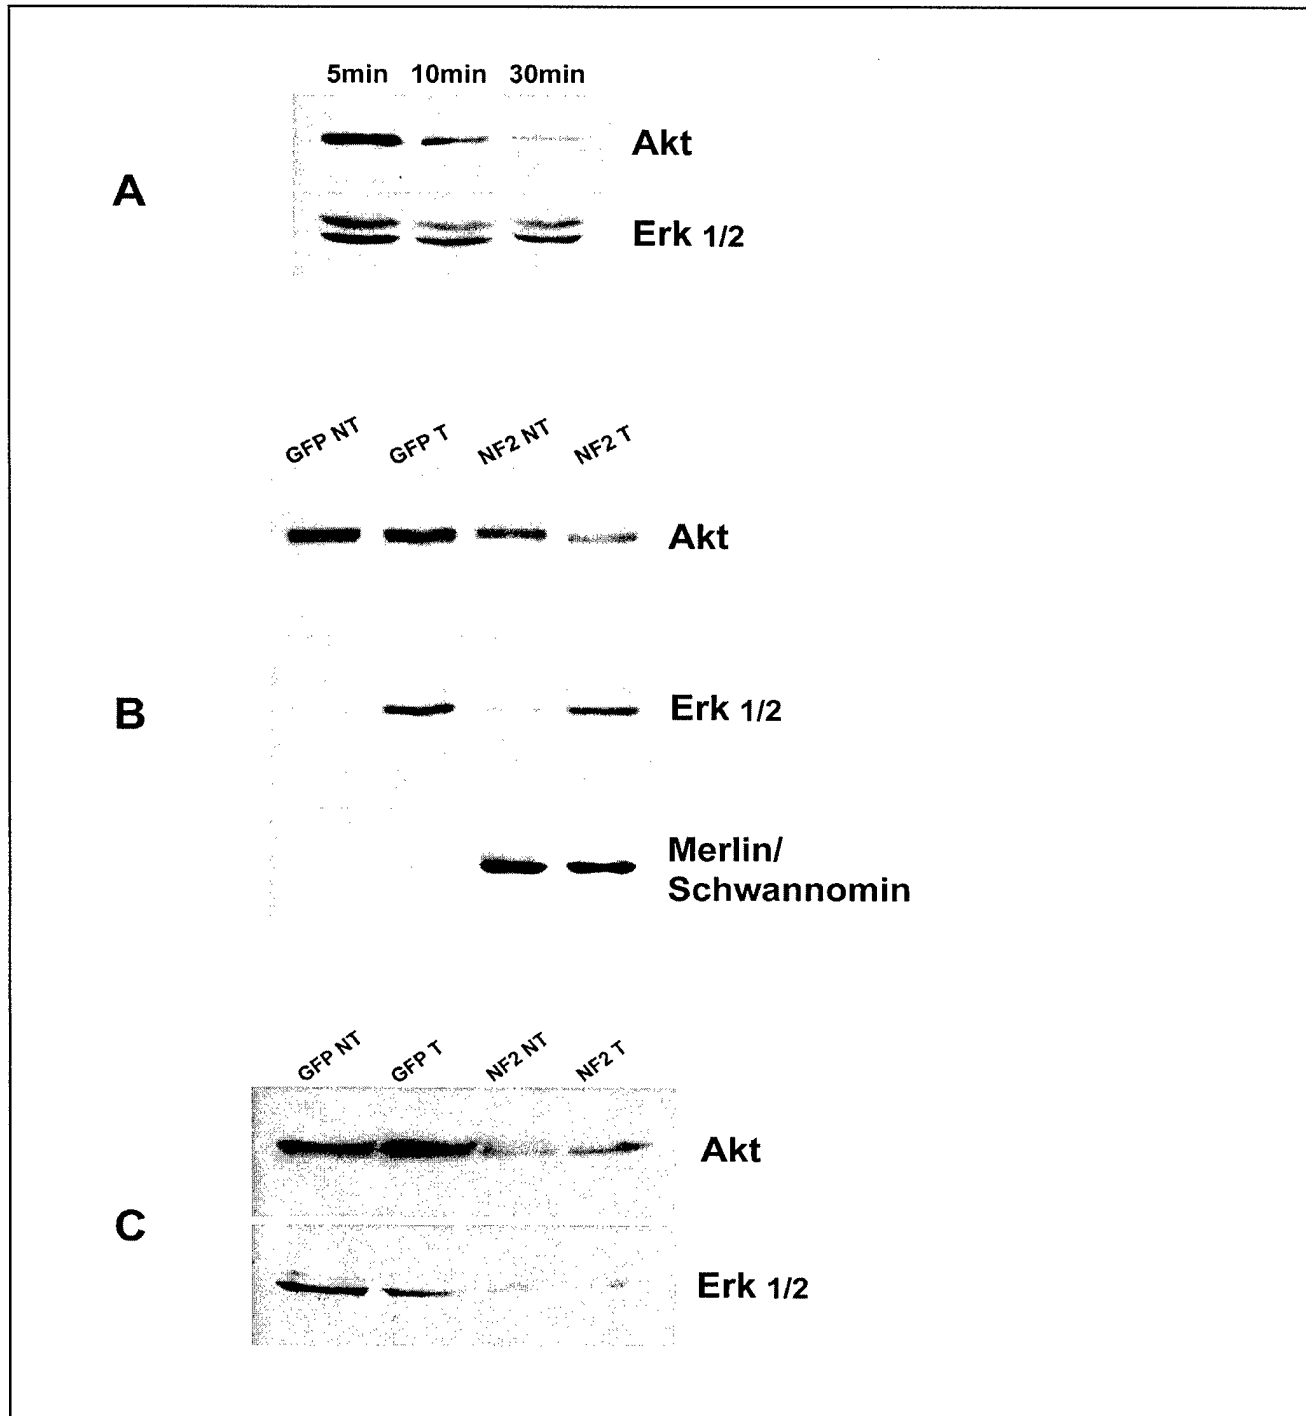 5min 10min 30min
Akt
A
Erk 1/2
GFP NT GFP T NF2 NT NF2 T
Akt
B
Erk 1/2
Merlin/
Schwannomin
GFP NT GFP T NF2 NT NF2 T
Akt
C
Erk 1/2